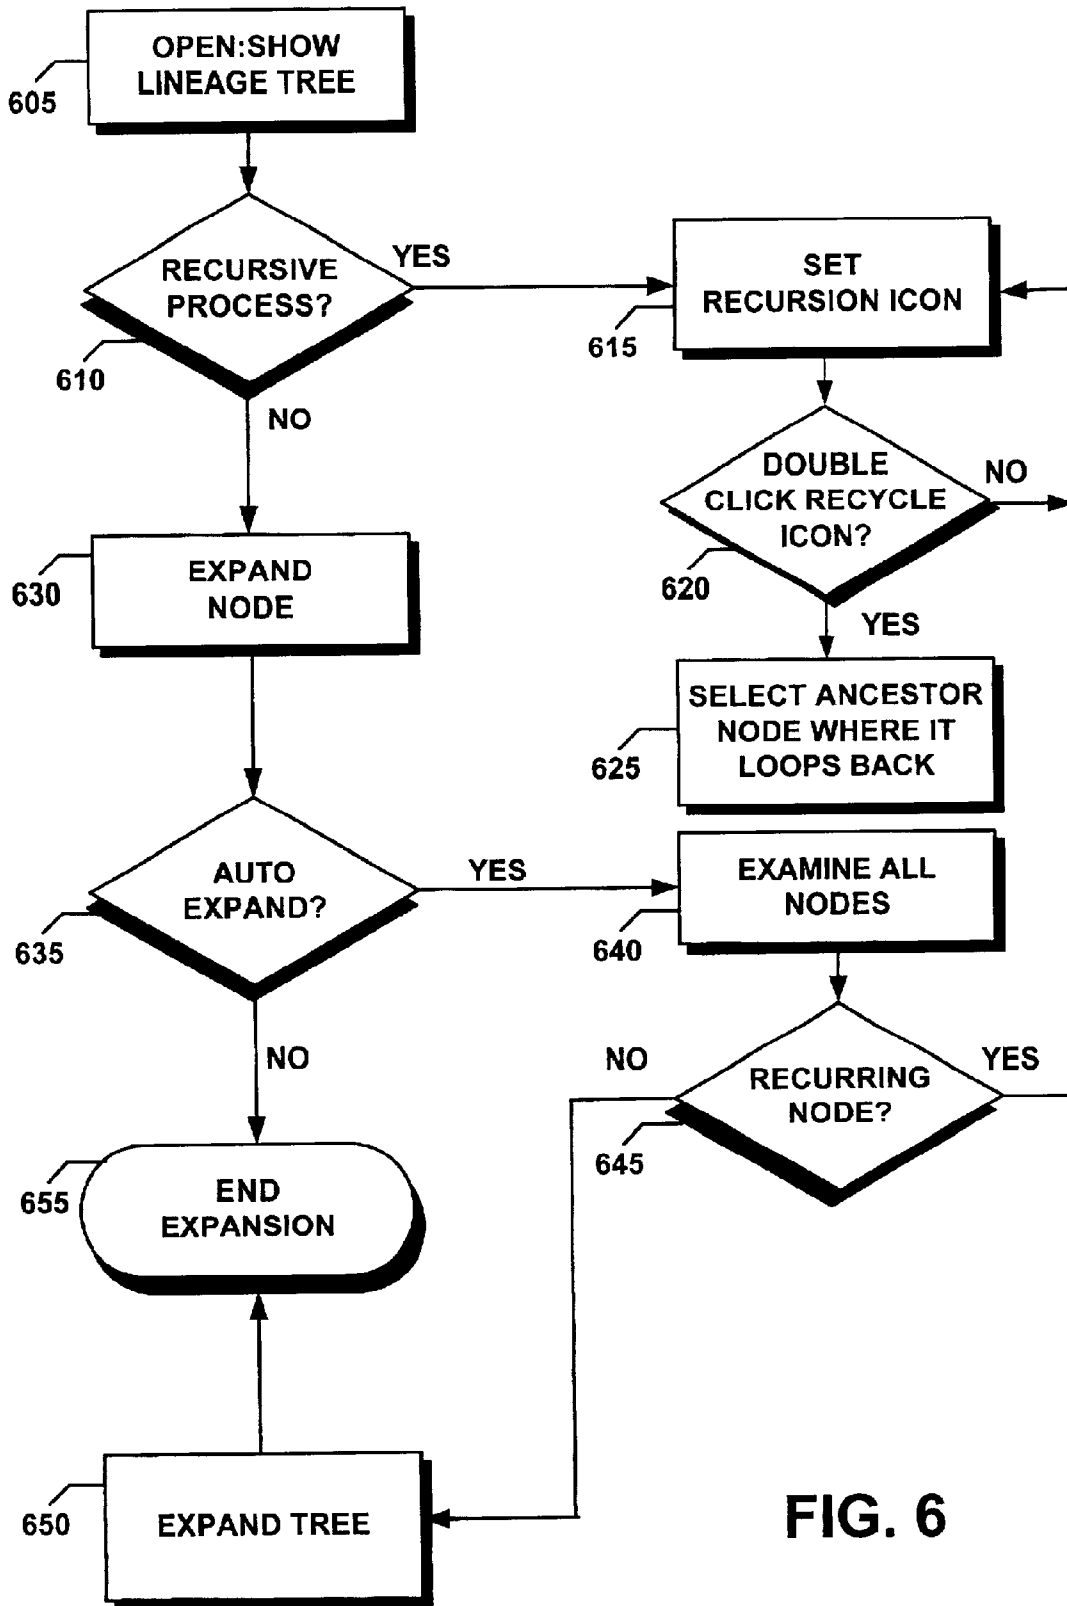 OPEN:SHOW
LINEAGE TREE
605
RECURSIVE
PROCESS?
610
YES
NO
SET
RECURSION ICON
615
DOUBLE
CLICK RECYCLE
ICON?
620
NO
YES
SELECT ANCESTOR
NODE WHERE IT
LOOPS BACK
625
EXPAND
NODE
630
AUTO
EXPAND?
635
YES
NO
EXAMINE ALL
NODES
640
RECURRING
NODE?
645
NO
YES
END
EXPANSION
655
EXPAND TREE
650
FIG. 6